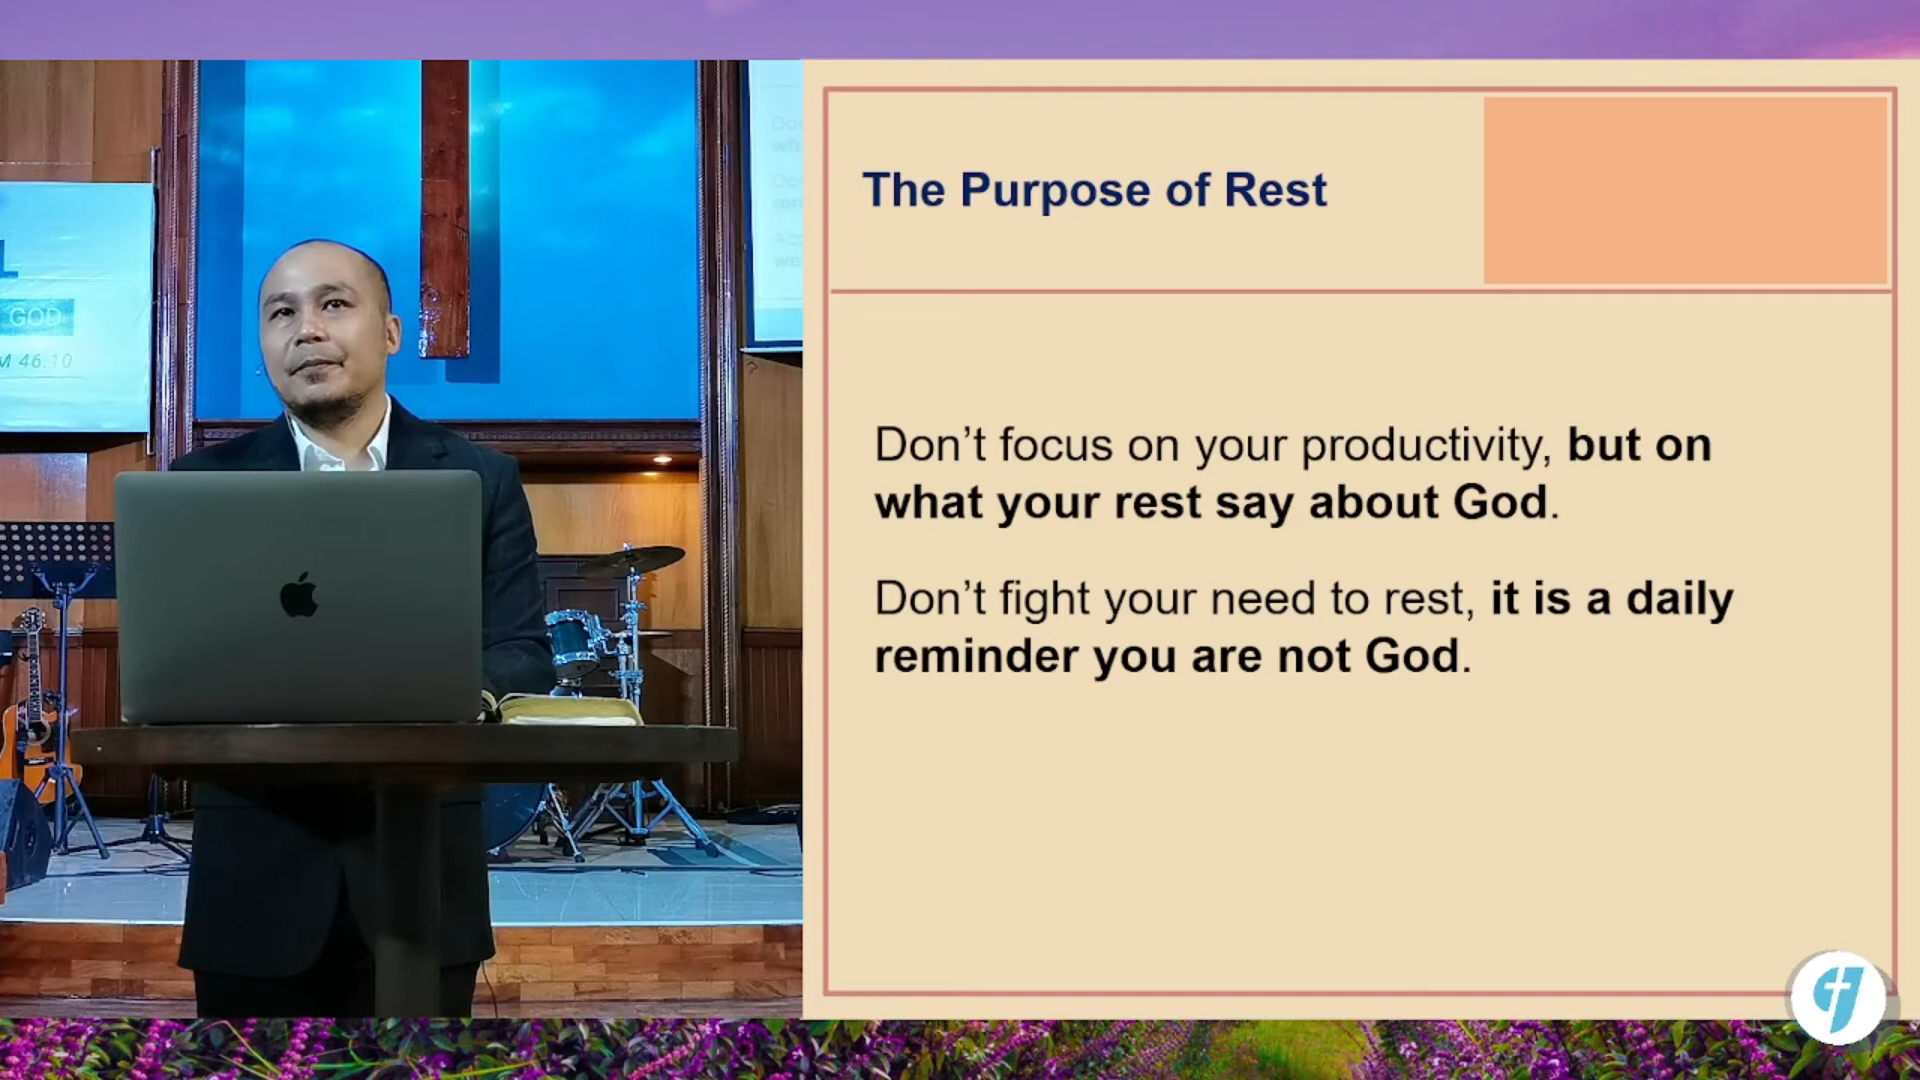 L
GOD
M 46:10
The Purpose of Rest
Don’t focus on your productivity, but on
what your rest say about God.
Don’t fight your need to rest, it is a daily
reminder you are not God.